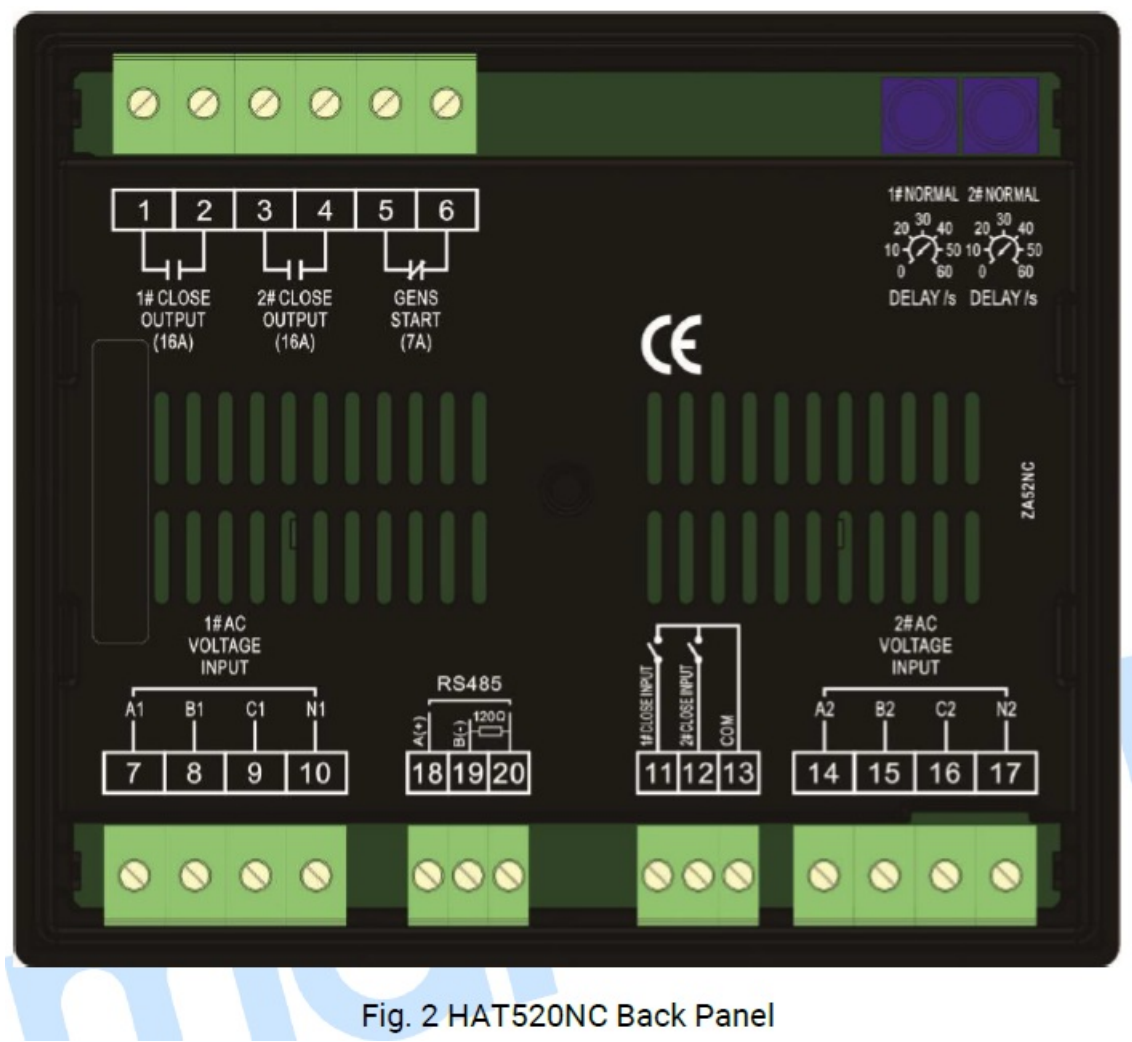 1 2 3 4 5 6
1# CLOSE OUTPUT (16A)
2# CLOSE OUTPUT (16A)
GENS START (7A)
1# NORMAL 2# NORMAL
0 10 20 30 40 50 60
0 10 20 30 40 50 60
DELAY /s DELAY /s
CE
ZA52NC
1# AC
VOLTAGE
INPUT
A1 B1 C1 N1
7 8 9 10
RS485
A(+) B(-) 120Ω
18 19 20
1# CLOSE INPUT
2# CLOSE INPUT
COM
11 12 13
2# AC
VOLTAGE
INPUT
A2 B2 C2 N2
14 15 16 17
Fig. 2 HAT520NC Back Panel